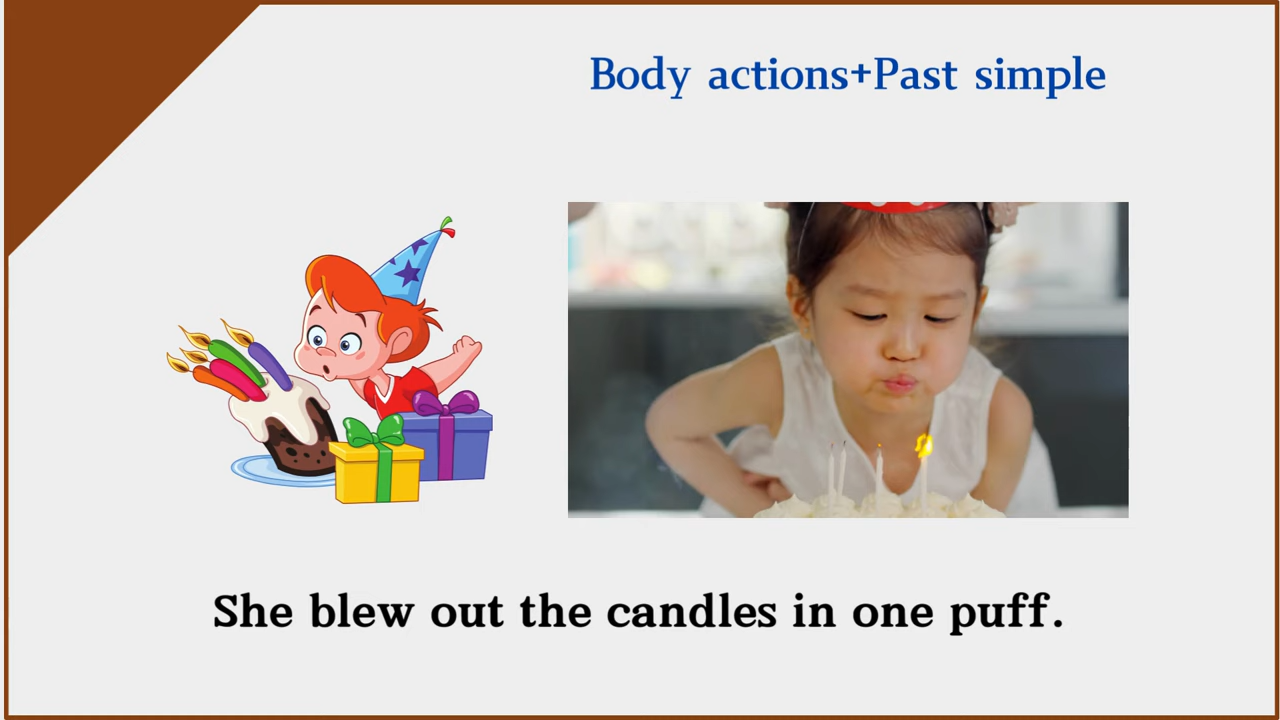 Body actions+Past simple
She blew out the candles in one puff.